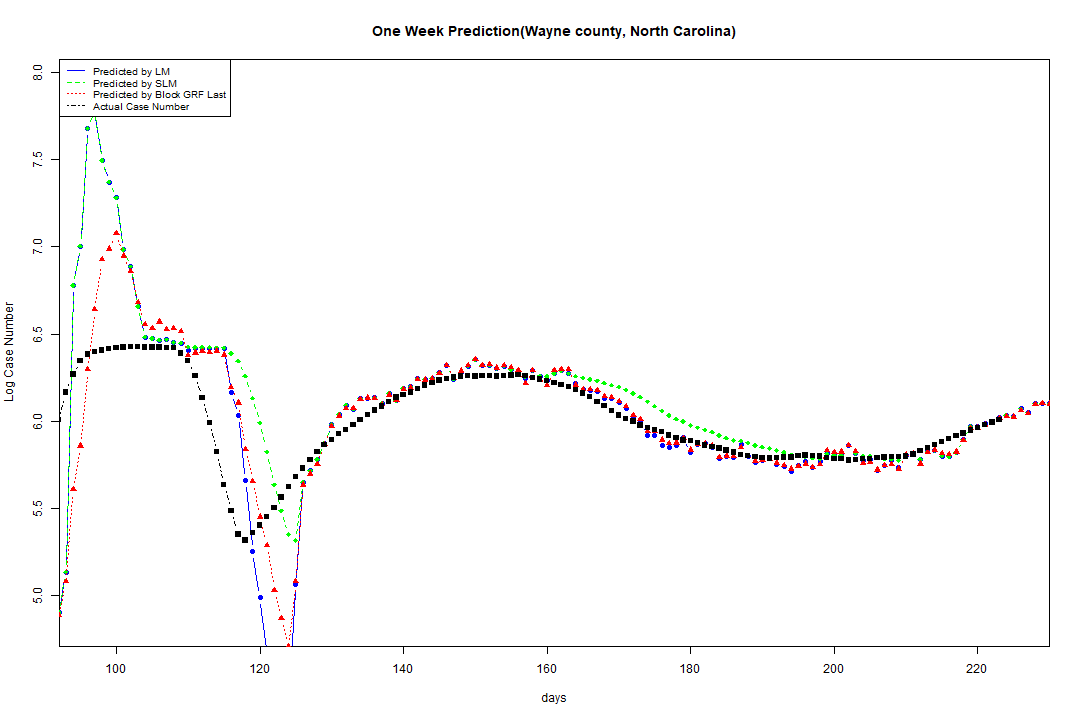 One Week Prediction(Wayne county, North Carolina)
Predicted by LM
Predicted by SLM
Predicted by Block GRF Last
Actual Case Number
8.0
7.5
7.0
6.5
6.0
5.5
5.0
Log Case Number
100 120 140 160 180 200 220
days